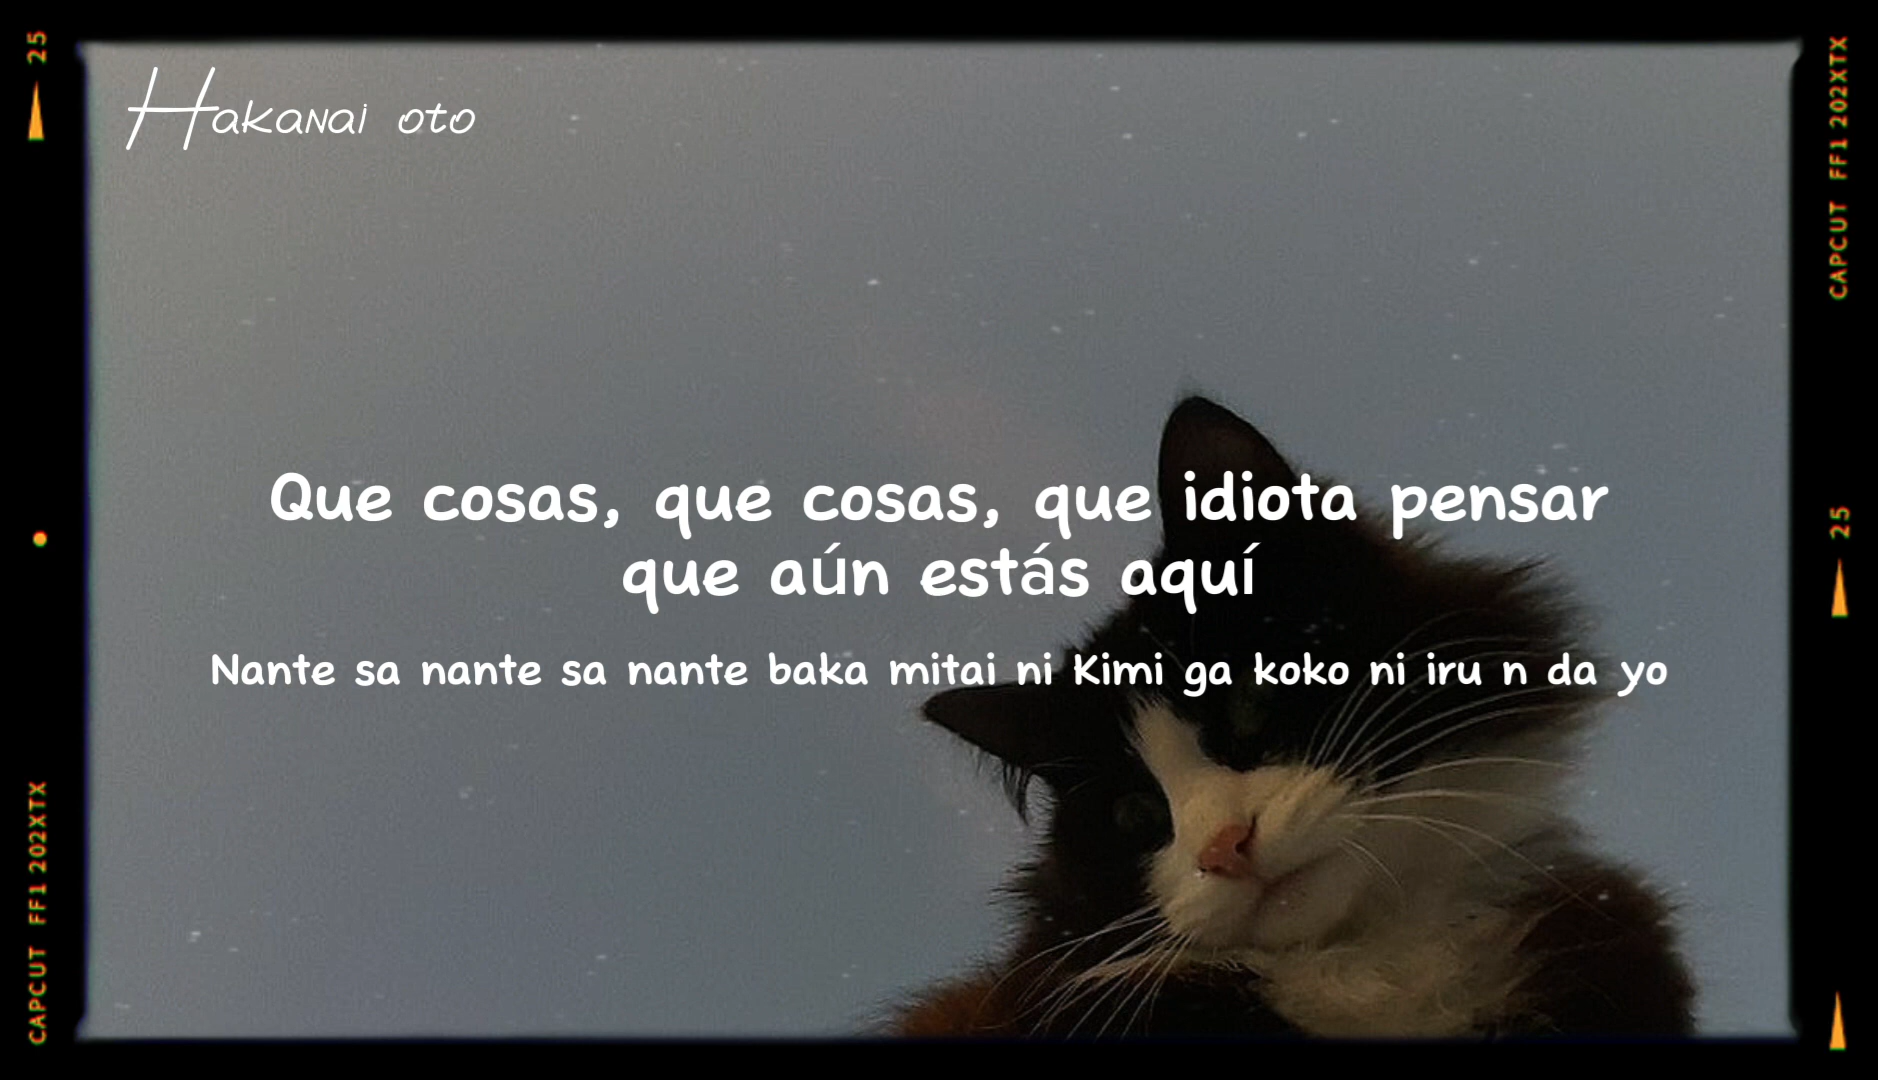 25
CAPCUT FF1 202XTX
Hakanai oto
Que cosas, que cosas, que idiota pensar
que aún estás aquí
Nante sa nante sa nante baka mitai ni Kimi ga koko ni iru n da yo
25
CAPCUT FF1 202XTX